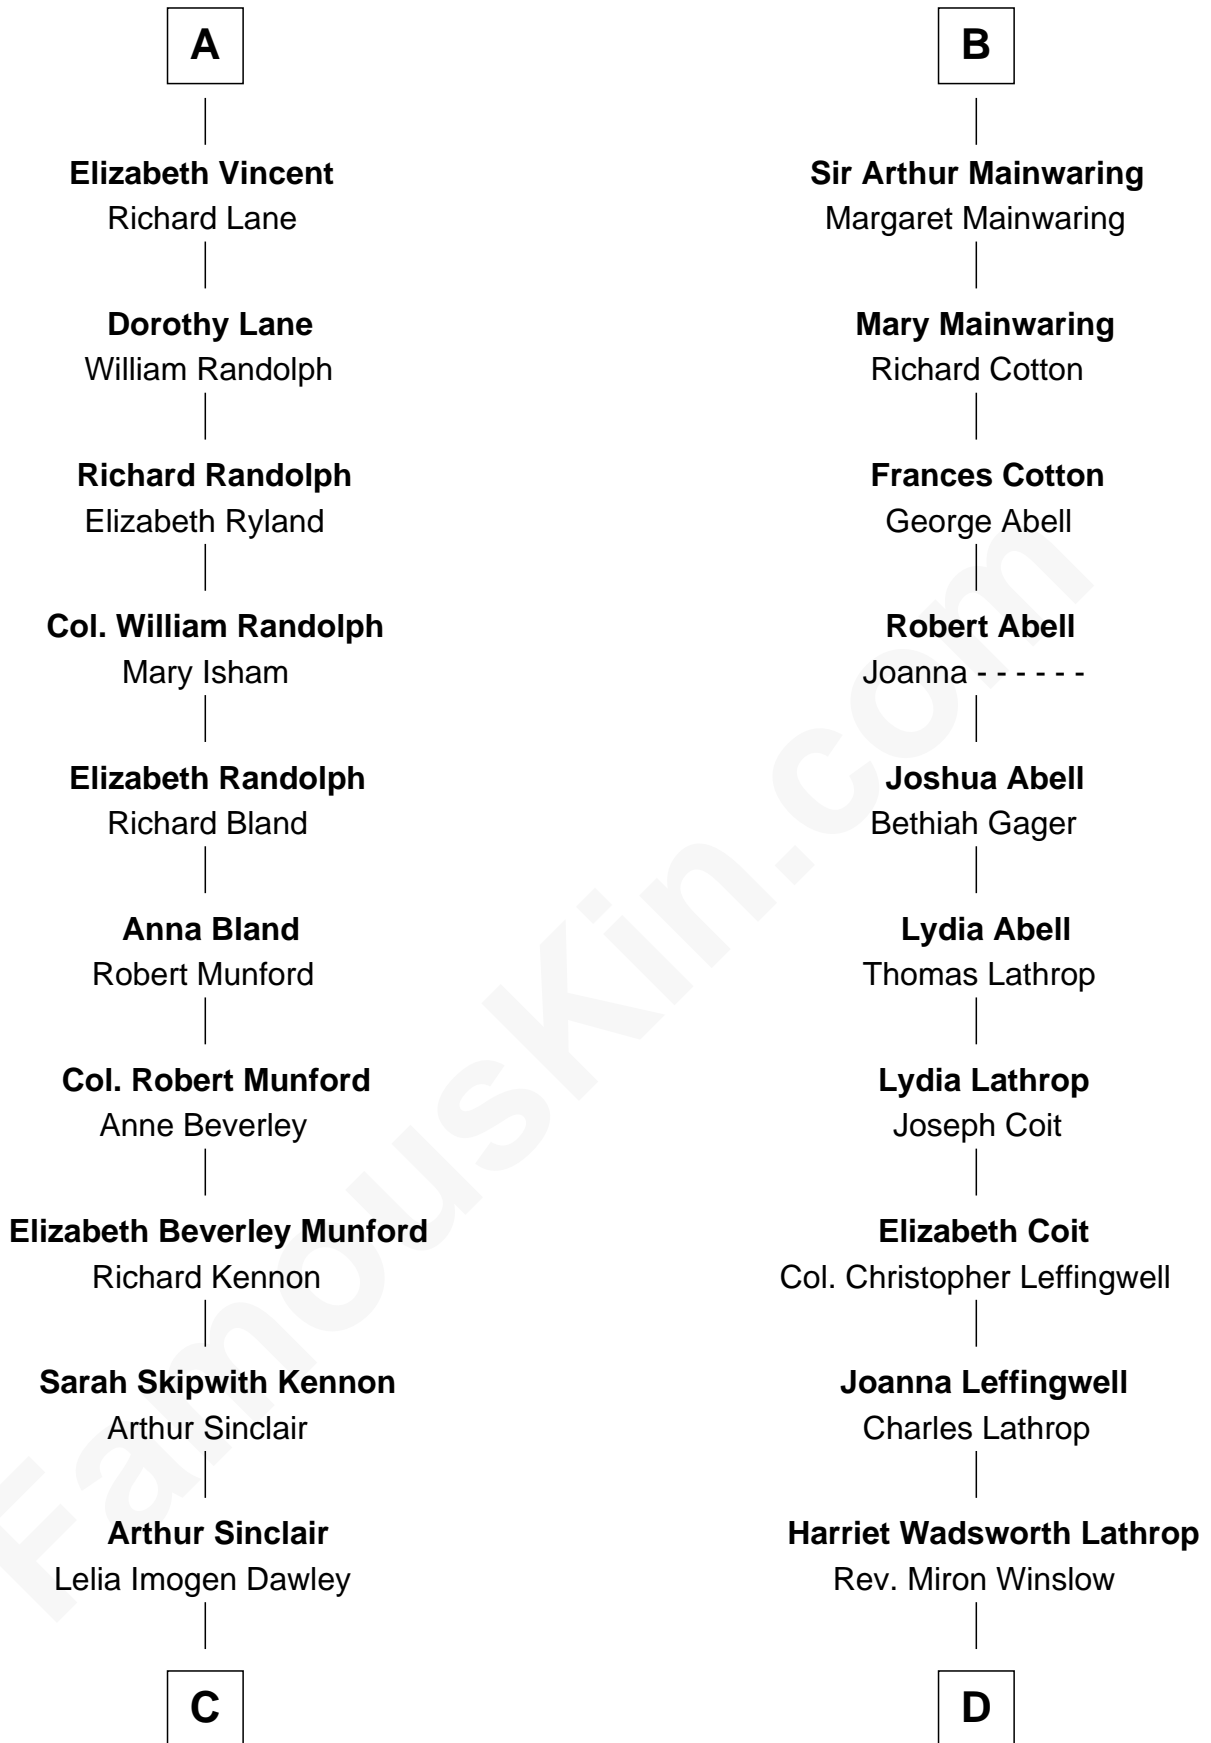 A
Elizabeth Vincent
Richard Lane
Dorothy Lane
William Randolph
Richard Randolph
Elizabeth Ryland
Col. William Randolph
Mary Isham
Elizabeth Randolph
Richard Bland
Anna Bland
Robert Munford
Col. Robert Munford
Anne Beverley
Elizabeth Beverley Munford
Richard Kennon
Sarah Skipwith Kennon
Arthur Sinclair
Arthur Sinclair
Lelia Imogen Dawley
C
B
Sir Arthur Mainwaring
Margaret Mainwaring
Mary Mainwaring
Richard Cotton
Frances Cotton
George Abell
Robert Abell
Joanna - - - - - -
Joshua Abell
Bethiah Gager
Lydia Abell
Thomas Lathrop
Lydia Lathrop
Joseph Coit
Elizabeth Coit
Col. Christopher Leffingwell
Joanna Leffingwell
Charles Lathrop
Harriet Wadsworth Lathrop
Rev. Miron Winslow
D
FamousKin.com